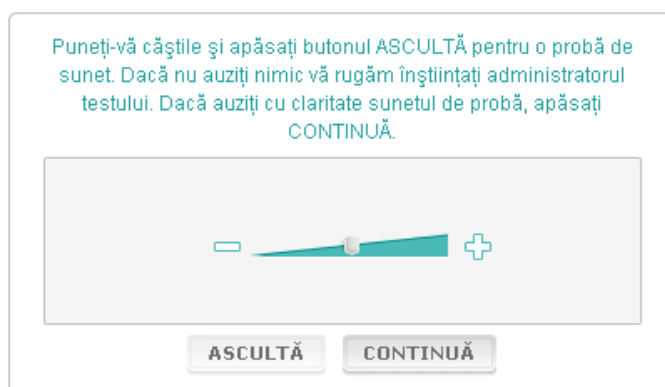 Puneți-vă căștile și apăsați butonul ASCULTĂ pentru o probă de
sunet. Dacă nu auziți nimic vă rugăm înștiințați administratorul
testului. Dacă auziți cu claritate sunetul de probă, apăsați
CONTINUĂ.
ASCULTĂ CONTINUĂ